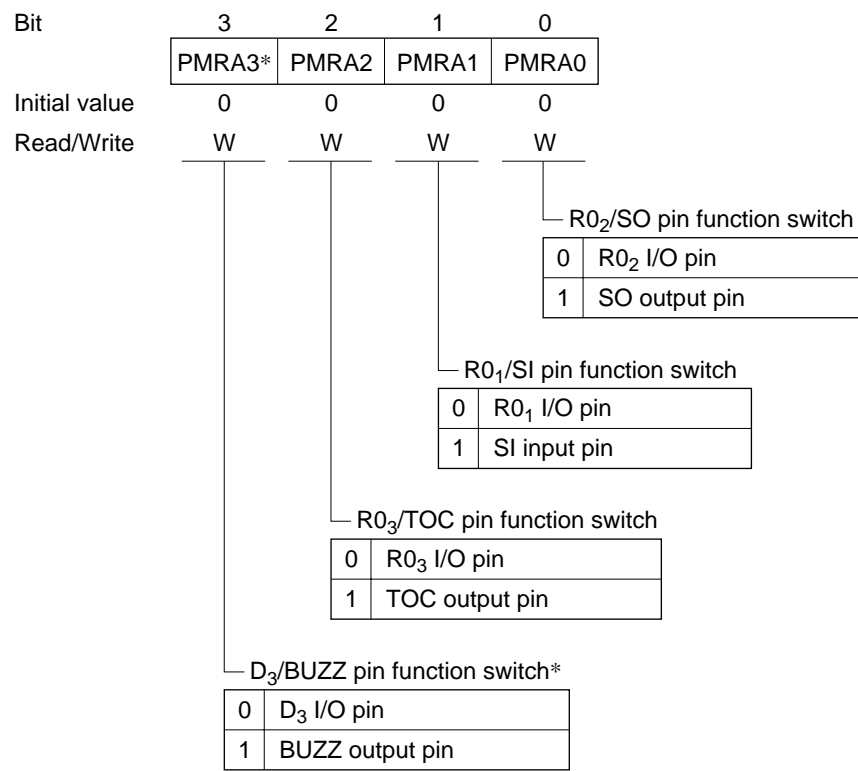 Bit 3 2 1 0
PMRA3* PMRA2 PMRA1 PMRA0
Initial value 0 0 0 0
Read/Write W W W W
R0₂/SO pin function switch
0 R0₂ I/O pin
1 SO output pin
R0₁/SI pin function switch
0 R0₁ I/O pin
1 SI input pin
R0₃/TOC pin function switch
0 R0₃ I/O pin
1 TOC output pin
D₃/BUZZ pin function switch*
0 D₃ I/O pin
1 BUZZ output pin